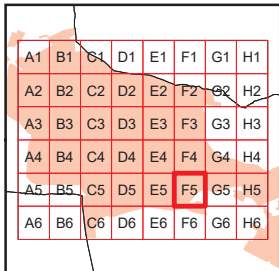 A1 B1 C1 D1 E1 F1 G1 H1
A2 B2 C2 D2 E2 F2 G2 H2
A3 B3 C3 D3 E3 F3 G3 H3
A4 B4 C4 D4 E4 F4 G4 H4
A5 B5 C5 D5 E5 F5 G5 H5
A6 B6 C6 D6 E6 F6 G6 H6